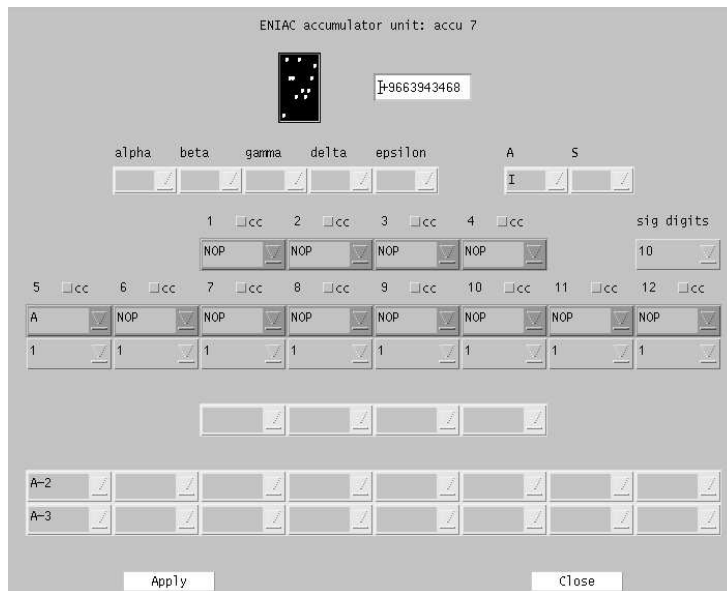 ENIAC accumulator unit: accu 7
+9663943468
alpha beta gamma delta epsilon A S
I
1 cc 2 cc 3 cc 4 cc sig digits
NOP NOP NOP NOP 10
5 cc 6 cc 7 cc 8 cc 9 cc 10 cc 11 cc 12 cc
A NOP NOP NOP NOP NOP NOP NOP
1 1 1 1 1 1 1 1
A-2
A-3
Apply Close